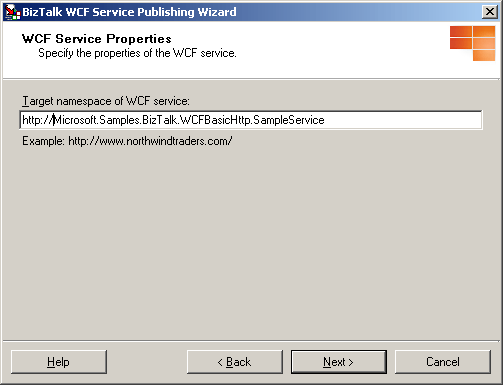 BizTalk WCF Service Publishing Wizard
WCF Service Properties
Specify the properties of the WCF service.
Target namespace of WCF service:
http://Microsoft.Samples.BizTalk.WCFBasicHttp.SampleService
Example: http://www.northwindtraders.com/
Help < Back Next > Cancel